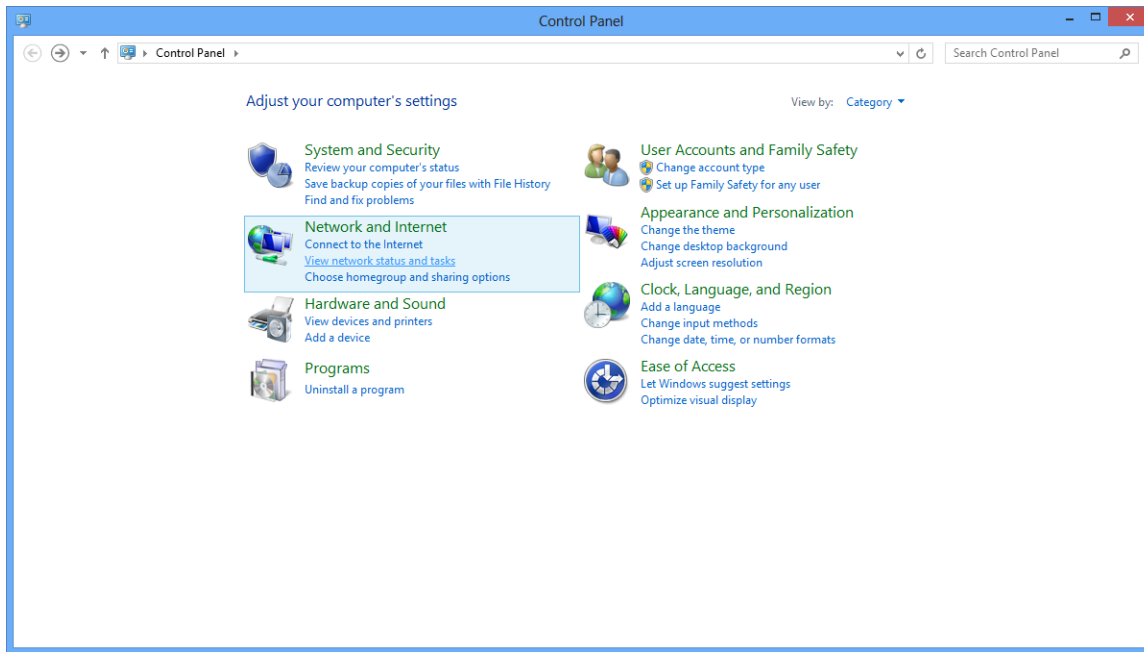 Control Panel
Control Panel
Search Control Panel
Adjust your computer's settings
View by: Category
System and Security
Review your computer's status
Save backup copies of your files with File History
Find and fix problems
Network and Internet
Connect to the Internet
View network status and tasks
Choose homegroup and sharing options
Hardware and Sound
View devices and printers
Add a device
Programs
Uninstall a program
User Accounts and Family Safety
Change account type
Set up Family Safety for any user
Appearance and Personalization
Change the theme
Change desktop background
Adjust screen resolution
Clock, Language, and Region
Add a language
Change input methods
Change date, time, or number formats
Ease of Access
Let Windows suggest settings
Optimize visual display